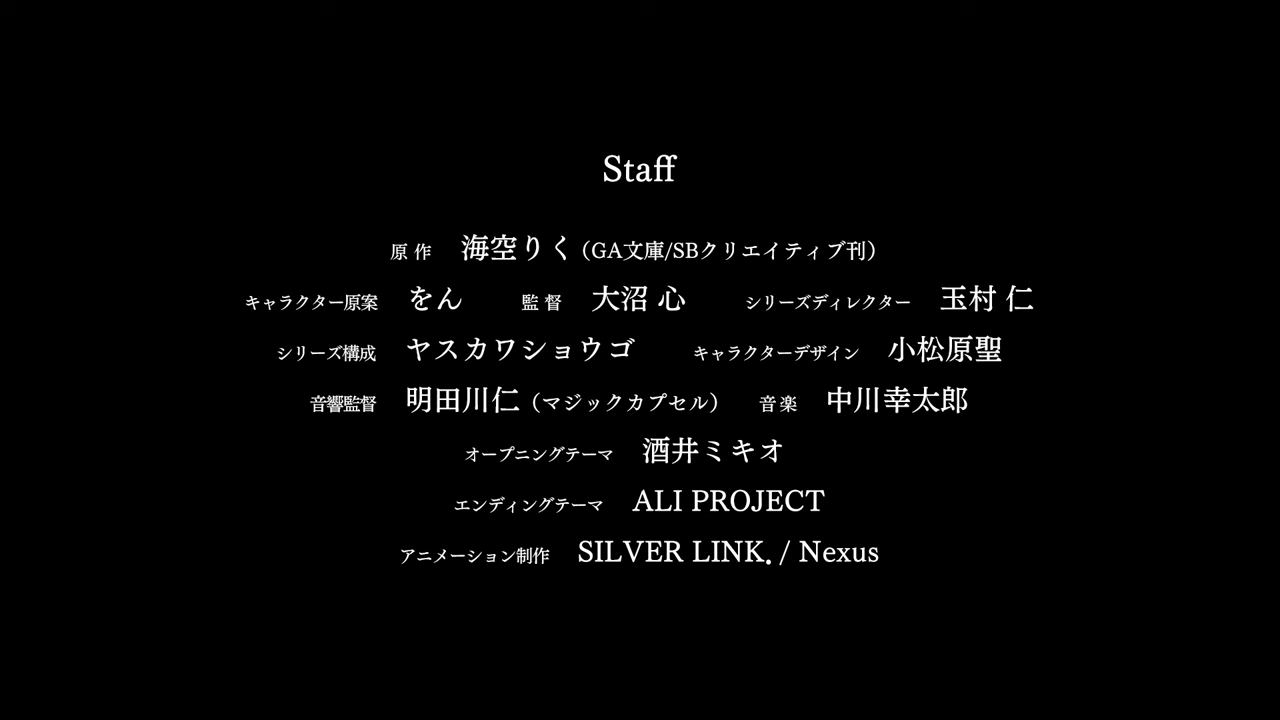 Staff
原作 海空りく（GA文庫/SBクリエイティブ刊）
キャラクター原案 をん 監督 大沼 心 シリーズディレクター 玉村 仁
シリーズ構成 ヤスカワショウゴ キャラクターデザイン 小松原聖
音響監督 明田川仁（マジックカプセル） 音楽 中川幸太郎
オープニングテーマ 酒井ミキオ
エンディングテーマ ALI PROJECT
アニメーション制作 SILVER LINK. / Nexus